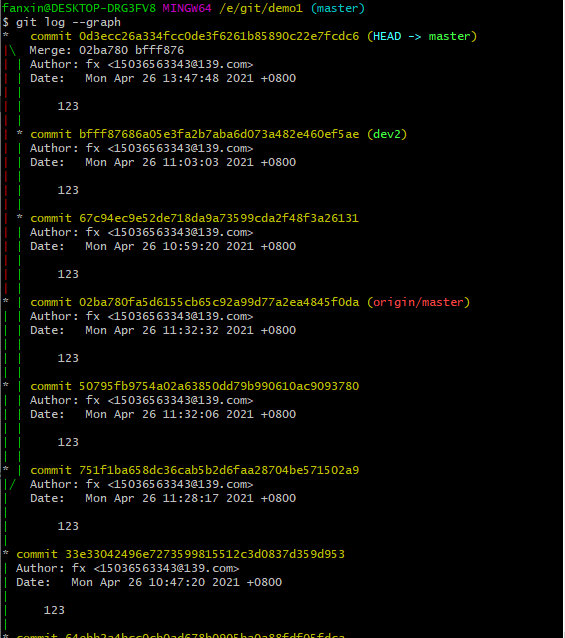 fanxin@DESKTOP-DRG3FV8 MINGW64 /e/git/demo1 (master)
$ git log --graph
*   commit 0d3ecc26a334fcc0de3f6261b85890c22e7fcdc6 (HEAD -> master)
|\  Merge: 02ba780 bfff876
| | Author: fx <15036563343@139.com>
| | Date:   Mon Apr 26 13:47:48 2021 +0800
| |
| |     123
| |
| * commit bfff87686a05e3fa2b7aba6d073a482e460ef5ae (dev2)
| | Author: fx <15036563343@139.com>
| | Date:   Mon Apr 26 11:03:03 2021 +0800
| |
| |     123
| |
| * commit 67c94ec9e52de718da9a73599cda2f48f3a26131
| | Author: fx <15036563343@139.com>
| | Date:   Mon Apr 26 10:59:20 2021 +0800
| |
| |     123
| |
* | commit 02ba780fa5d6155cb65c92a99d77a2ea4845f0da (origin/master)
| | Author: fx <15036563343@139.com>
| | Date:   Mon Apr 26 11:32:32 2021 +0800
| |
| |     123
| |
* | commit 50795fb9754a02a63850dd79b990610ac9093780
| | Author: fx <15036563343@139.com>
| | Date:   Mon Apr 26 11:32:06 2021 +0800
| |
| |     123
| |
* | commit 751f1ba658dc36cab5b2d6faa28704be571502a9
|/  Author: fx <15036563343@139.com>
|   Date:   Mon Apr 26 11:28:17 2021 +0800
|
|       123
|
* commit 33e33042496e7273599815512c3d0837d359d953
| Author: fx <15036563343@139.com>
| Date:   Mon Apr 26 10:47:20 2021 +0800
|
|     123
|
* commit